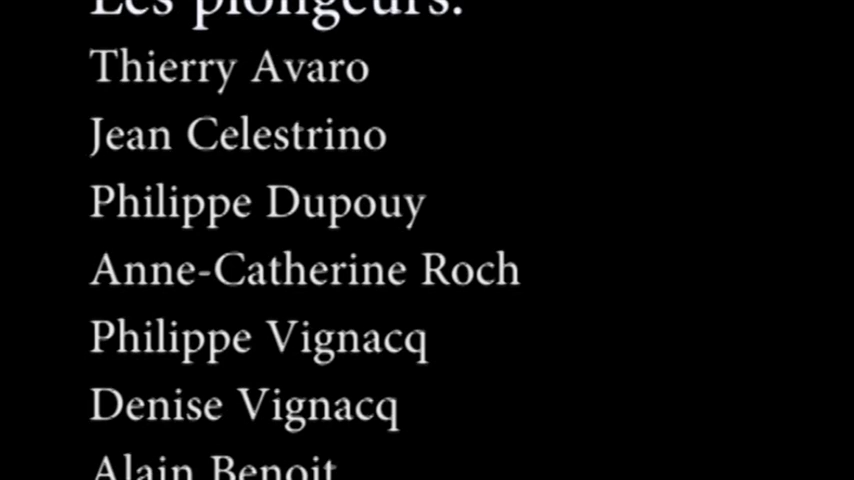 Les plongeurs:
Thierry Avaro
Jean Celestrino
Philippe Dupouy
Anne-Catherine Roch
Philippe Vignacq
Denise Vignacq
Alain Benoit